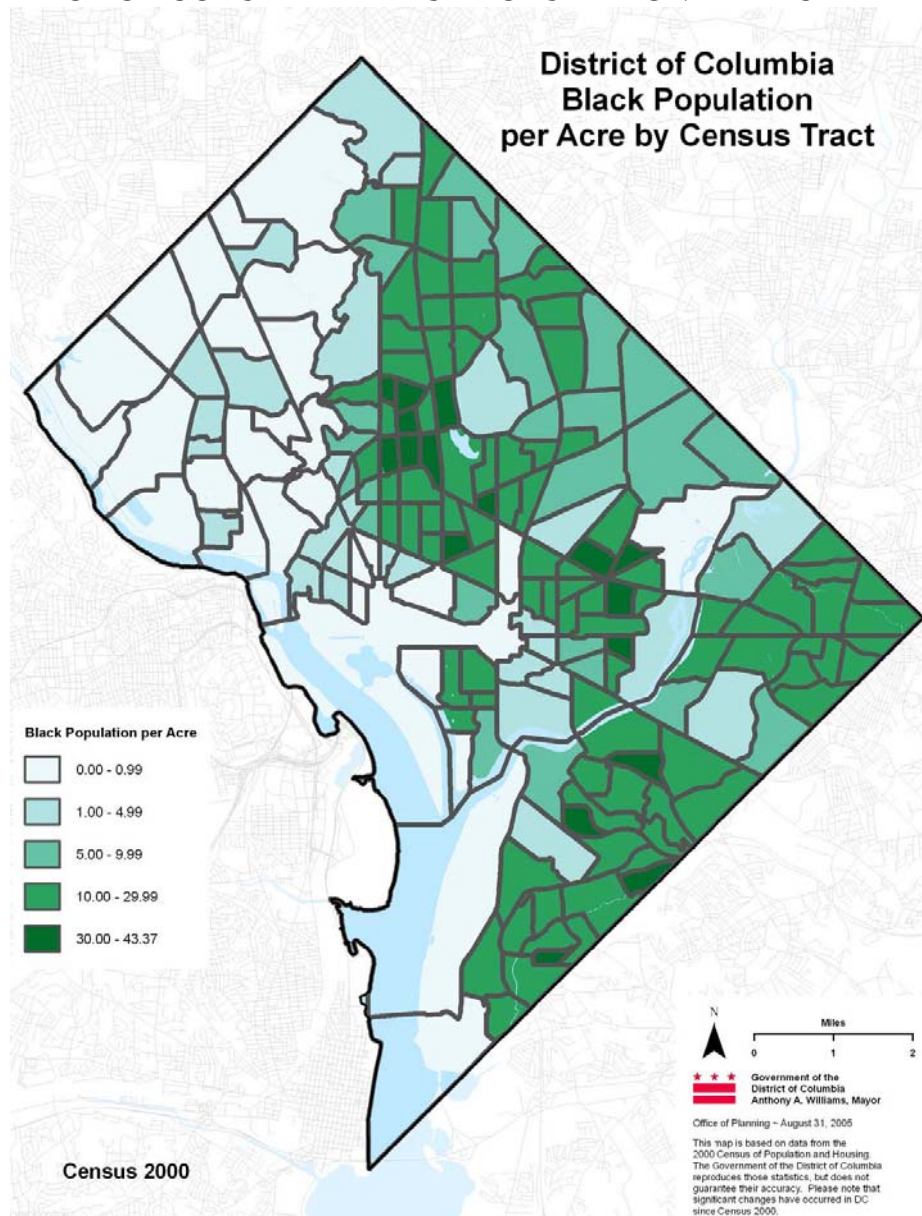 District of Columbia
Black Population
per Acre by Census Tract
Black Population per Acre
0.00 - 0.99
1.00 - 4.99
5.00 - 9.99
10.00 - 29.99
30.00 - 43.37
N
Miles
0 1 2
Government of the
District of Columbia
Anthony A. Williams, Mayor
Office of Planning ~ August 31, 2005
This map is based on data from the
2000 Census of Population and Housing.
The Government of the District of Columbia
reproduces those statistics, but does not
guarantee their accuracy. Please note that
significant changes have occurred in DC
since Census 2000.
Census 2000